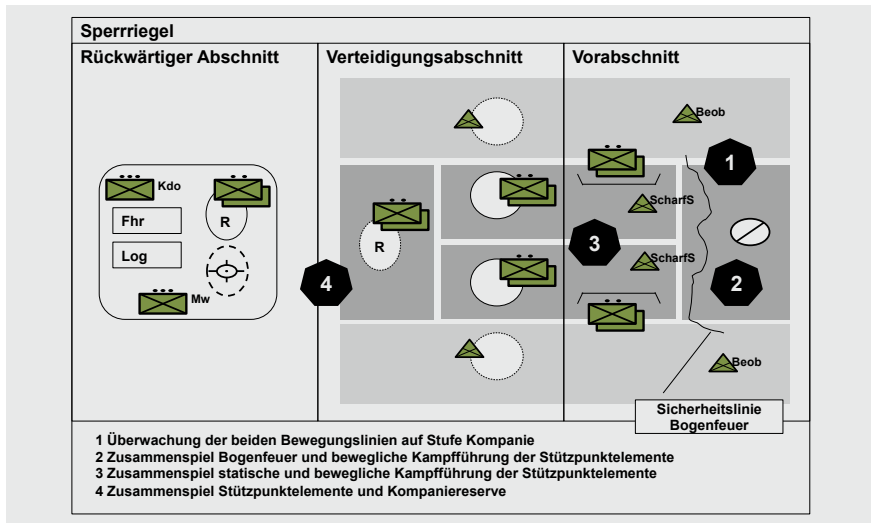 Sperrriegel
Rückwärtiger Abschnitt
Verteidigungsabschnitt
Vorabschnitt
Beob
1
Kdo
ScharfS
Fhr
R
R
3
Log
ScharfS
4
2
Mw
Beob
Sicherheitslinie
Bogenfeuer
1 Überwachung der beiden Bewegungslinien auf Stufe Kompanie
2 Zusammenspiel Bogenfeuer und bewegliche Kampfführung der Stützpunktelemente
3 Zusammenspiel statische und bewegliche Kampfführung der Stützpunktelemente
4 Zusammenspiel Stützpunktelemente und Kompaniereserve